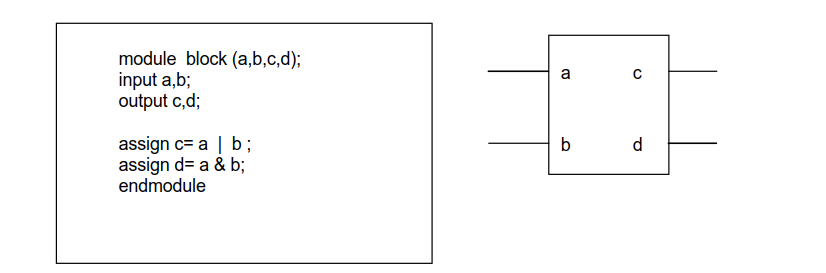 module  block (a,b,c,d);
input a,b;
output c,d;
assign c= a  |  b ;
assign d= a & b;
endmodule
a c
b d